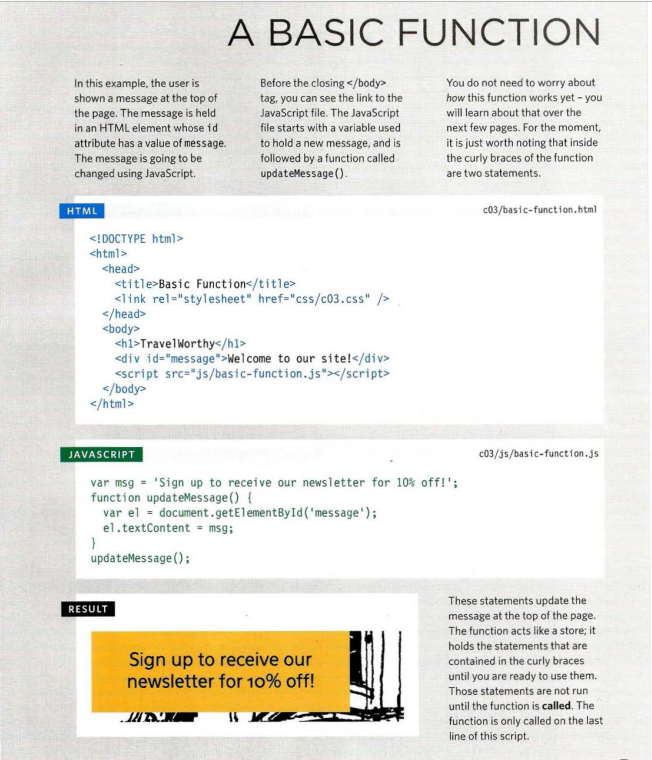 A BASIC FUNCTION
In this example, the user is
shown a message at the top of
the page. The message is held
in an HTML element whose id
attribute has a value of message.
The message is going to be
changed using JavaScript.
Before the closing </body>
tag, you can see the link to the
JavaScript file. The JavaScript
file starts with a variable used
to hold a new message, and is
followed by a function called
updateMessage().
You do not need to worry about
how this function works yet – you
will learn about that over the
next few pages. For the moment,
it is just worth noting that inside
the curly braces of the function
are two statements.
HTML
c03/basic-function.html
<!DOCTYPE html>
<html>
  <head>
    <title>Basic Function</title>
    <link rel="stylesheet" href="css/c03.css" />
  </head>
  <body>
    <h1>TravelWorthy</h1>
    <div id="message">Welcome to our site!</div>
    <script src="js/basic-function.js"></script>
  </body>
</html>
JAVASCRIPT
c03/js/basic-function.js
var msg = 'Sign up to receive our newsletter for 10% off!';
function updateMessage() {
  var el = document.getElementById('message');
  el.textContent = msg;
}
updateMessage();
RESULT
Sign up to receive our
newsletter for 10% off!
These statements update the
message at the top of the page.
The function acts like a store; it
holds the statements that are
contained in the curly braces
until you are ready to use them.
Those statements are not run
until the function is called. The
function is only called on the last
line of this script.